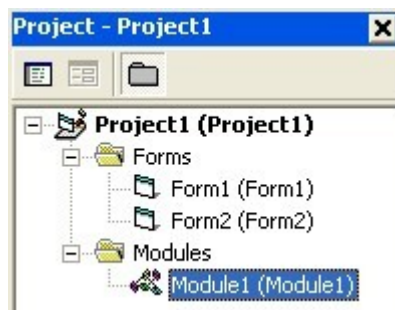 Project - Project1
Project1 (Project1)
Forms
Form1 (Form1)
Form2 (Form2)
Modules
Module1 (Module1)